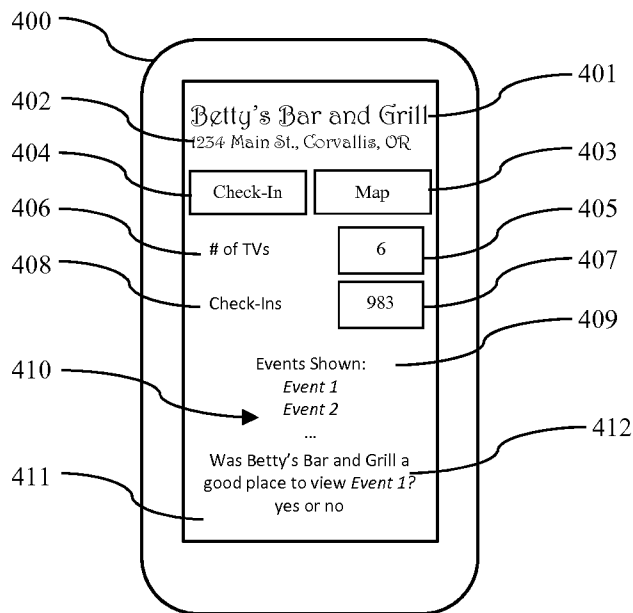 400
401
Betty's Bar and Grill
402
1234 Main St., Corvallis, OR
404
403
Check-In Map
406
405
# of TVs 6
408
407
Check-Ins 983
409
Events Shown:
410
Event 1
Event 2
...
412
Was Betty's Bar and Grill a
411
good place to view Event 1?
yes or no